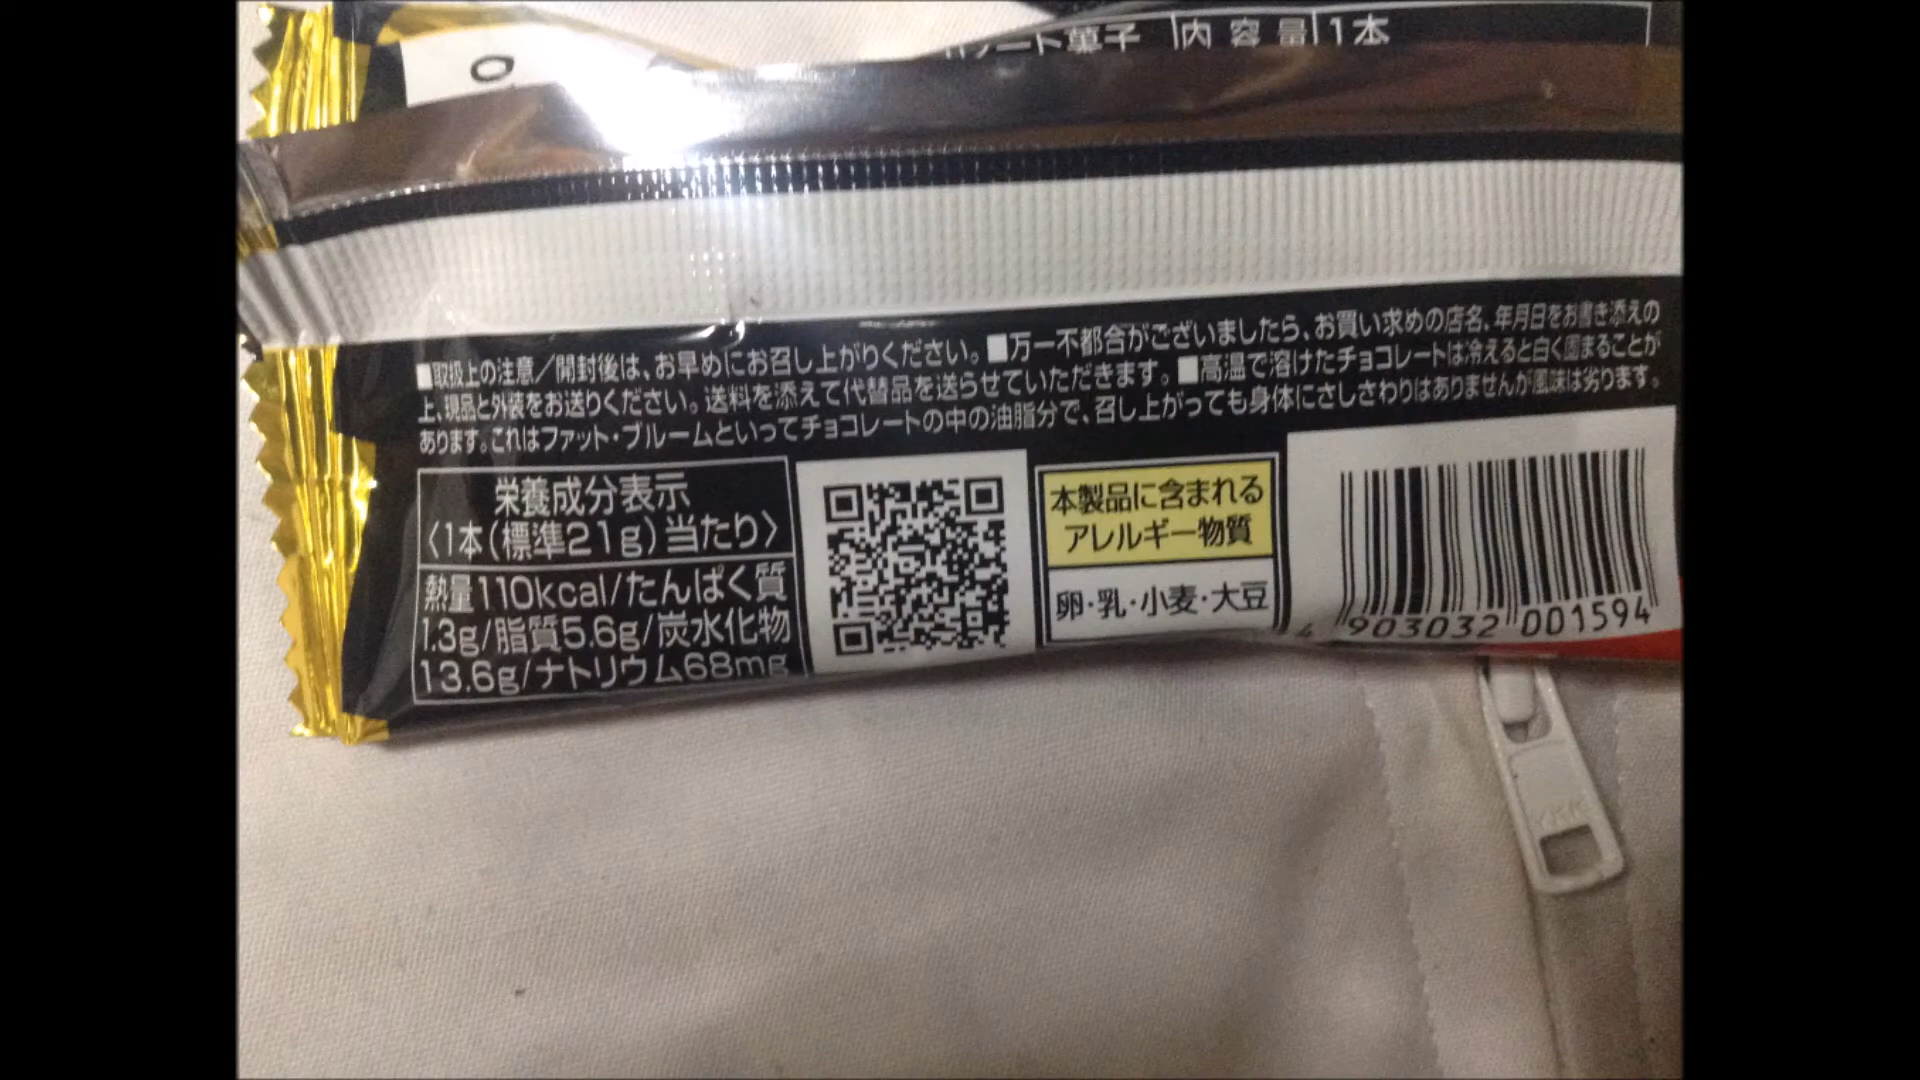 ート菓子 内容量 1本
■取扱上の注意／開封後は、お早めにお召し上がりください。■万一不都合がございましたら、お買い求めの店名、年月日をお書き添えの
上、現品と外装をお送りください。送料を添えて代替品を送らせていただきます。■高温で溶けたチョコレートは冷えると白く固まることが
あります。これはファット・ブルームといってチョコレートの中の油脂分で、召し上がっても身体にさしさわりはありませんが風味は劣ります。
栄養成分表示
〈1本(標準21g)当たり〉
熱量110kcal/たんぱく質
1.3g/脂質5.6g/炭水化物
13.6g/ナトリウム68mg
本製品に含まれる
アレルギー物質
卵・乳・小麦・大豆
4 903032 001594
YKK